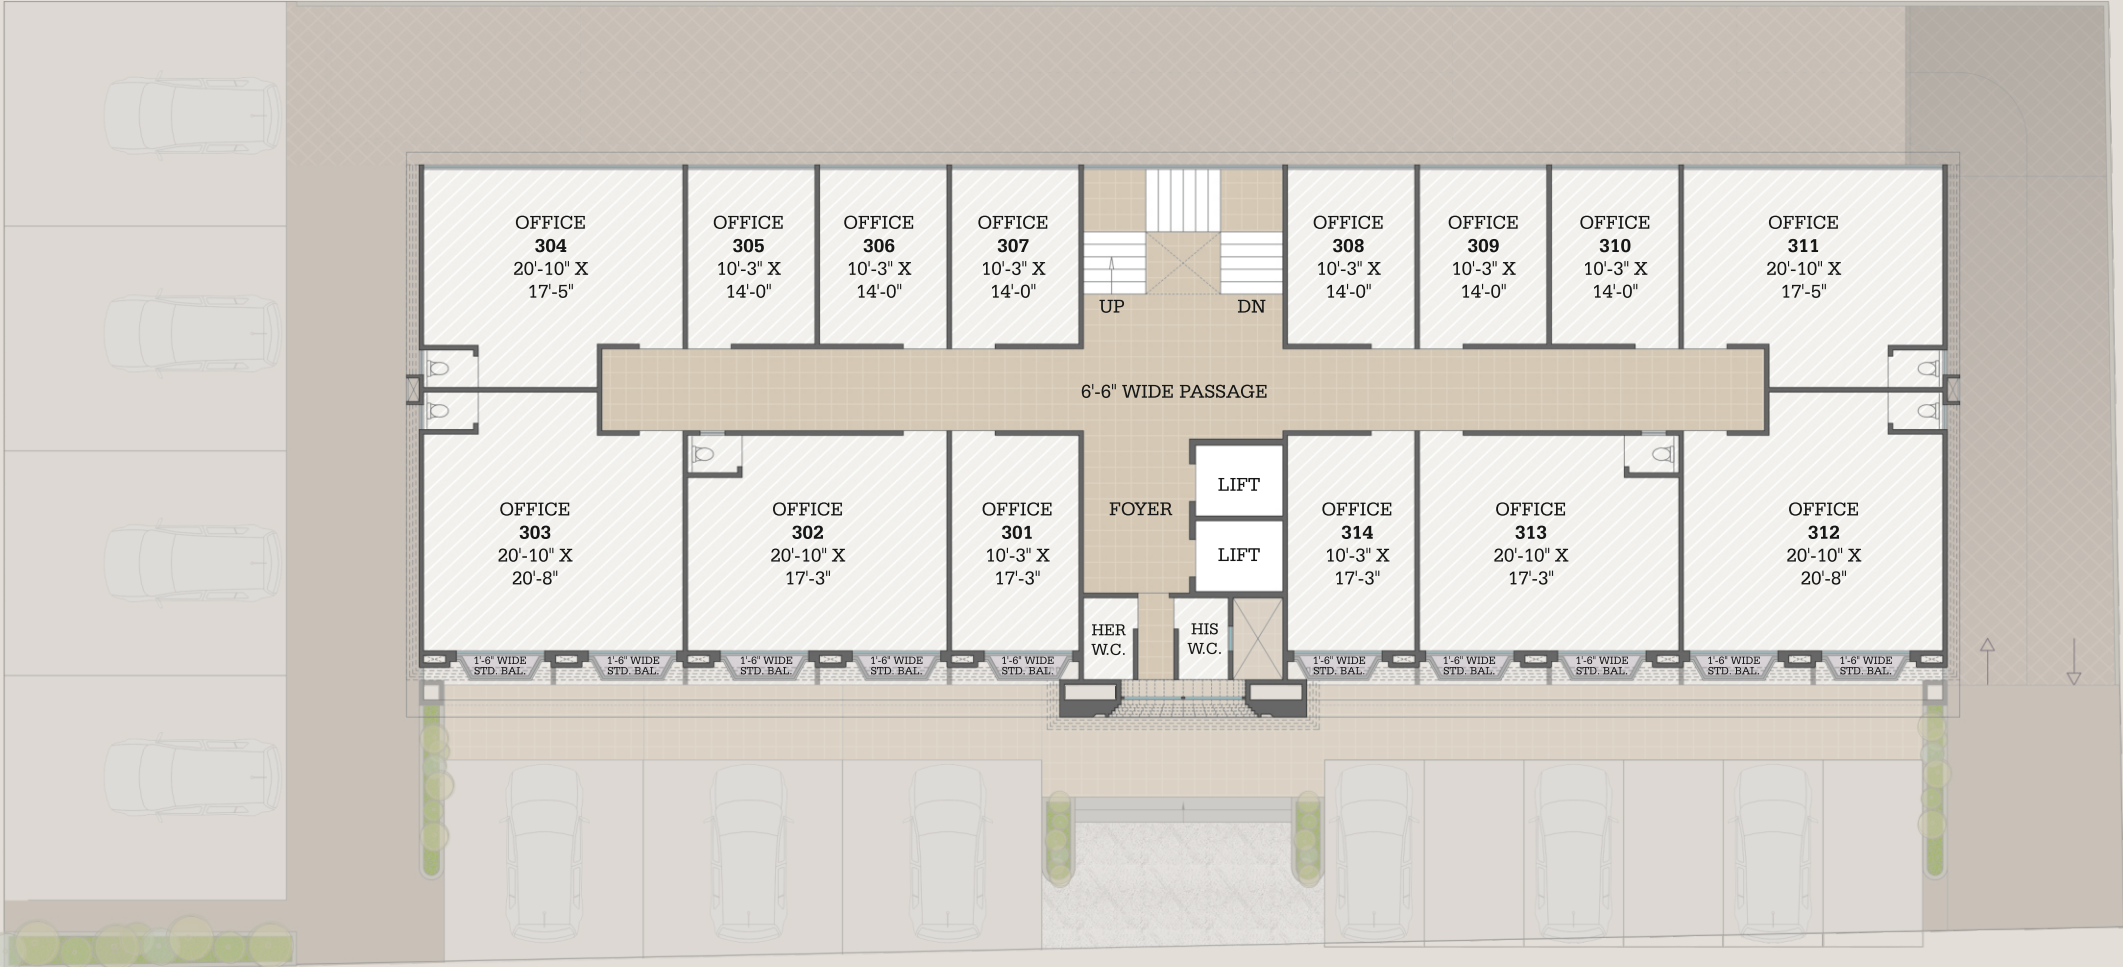 OFFICE
304
20'-10" X
17'-5"
OFFICE
305
10'-3" X
14'-0"
OFFICE
306
10'-3" X
14'-0"
OFFICE
307
10'-3" X
14'-0"
UP
DN
OFFICE
308
10'-3" X
14'-0"
OFFICE
309
10'-3" X
14'-0"
OFFICE
310
10'-3" X
14'-0"
OFFICE
311
20'-10" X
17'-5"
6'-6" WIDE PASSAGE
OFFICE
303
20'-10" X
20'-8"
OFFICE
302
20'-10" X
17'-3"
OFFICE
301
10'-3" X
17'-3"
FOYER
LIFT
LIFT
OFFICE
314
10'-3" X
17'-3"
OFFICE
313
20'-10" X
17'-3"
OFFICE
312
20'-10" X
20'-8"
HER
W.C.
HIS
W.C.
1'-6" WIDE
STD. BAL.
1'-6" WIDE
STD. BAL.
1'-6" WIDE
STD. BAL.
1'-6" WIDE
STD. BAL.
1'-6" WIDE
STD. BAL.
1'-6" WIDE
STD. BAL.
1'-6" WIDE
STD. BAL.
1'-6" WIDE
STD. BAL.
1'-6" WIDE
STD. BAL.
1'-6" WIDE
STD. BAL.